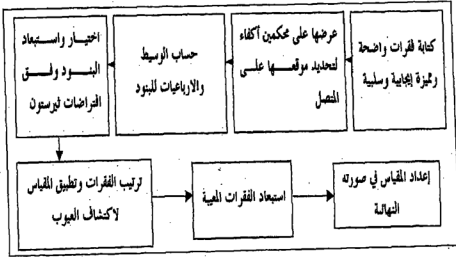 كتابة فقرات واضحة
ومميزة إيجابية وسلبية
عرضها على محكمين أكفاء
لتحديد موقعها على
المتصل
حساب الوسيط
والارباعيات للبنود
اختيار واستبعاد
البنود وفق
افتراضات ثيرستون
ترتيب الفقرات وتطبيق المقياس
لاكتشاف العيوب
استبعاد الفقرات المعيبة
إعداد المقياس في صورته
النهائية